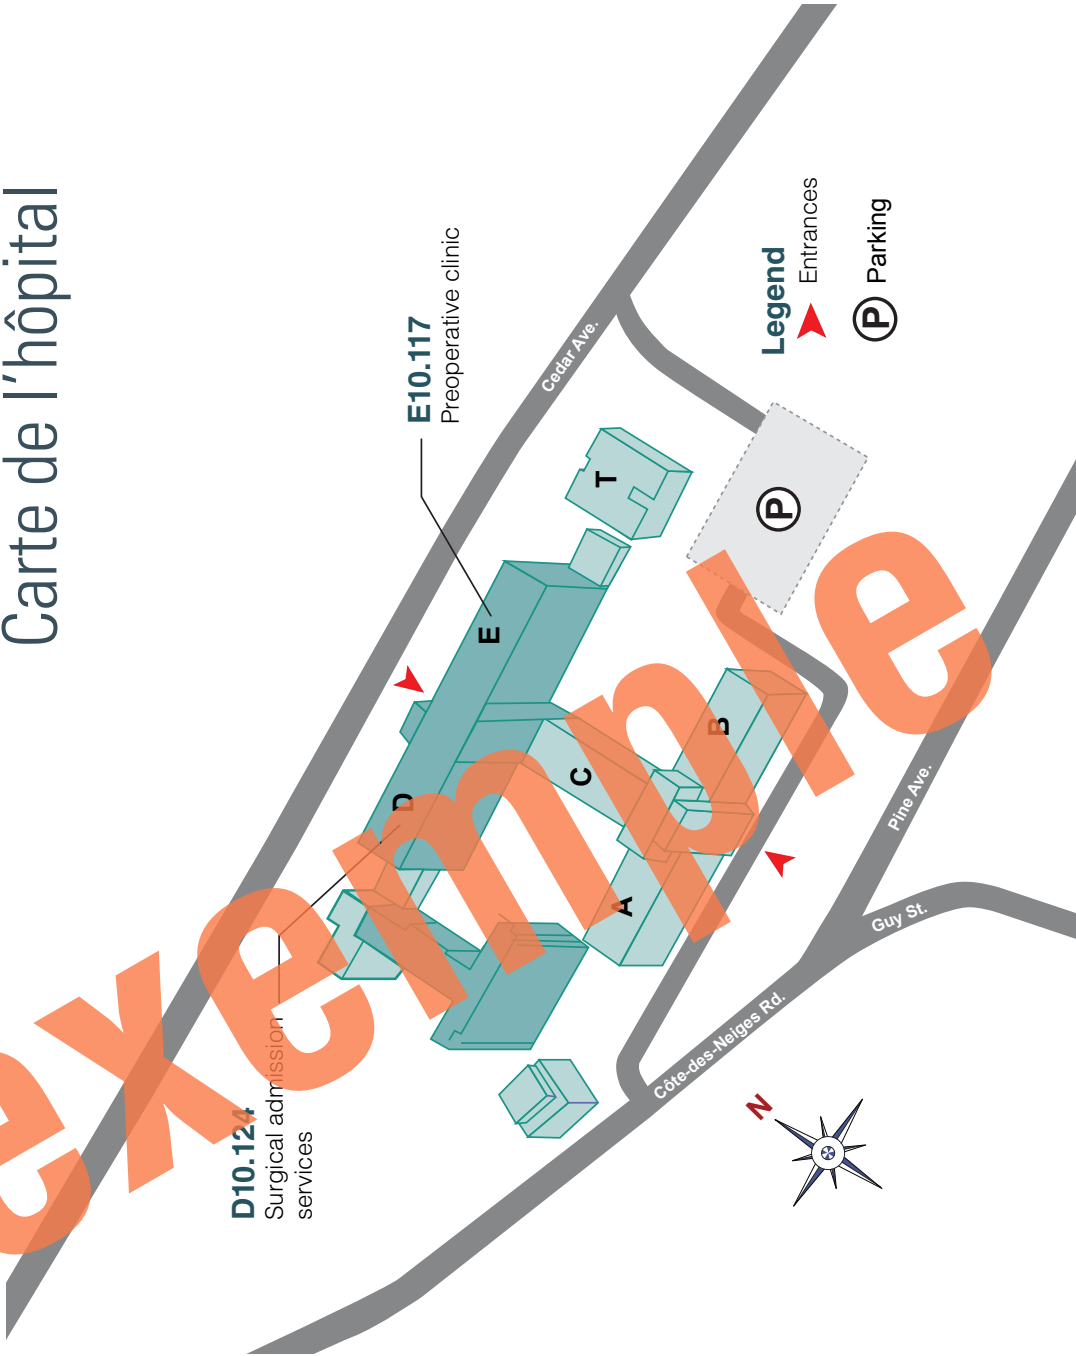 Carte de l'hôpital
E10.117
Preoperative clinic
D10.124
Surgical admission
services
Cedar Ave.
Legend
Entrances
P Parking
T
P
E
D
C
B
A
Pine Ave.
Guy St.
Côte-des-Neiges Rd.
N
exemple